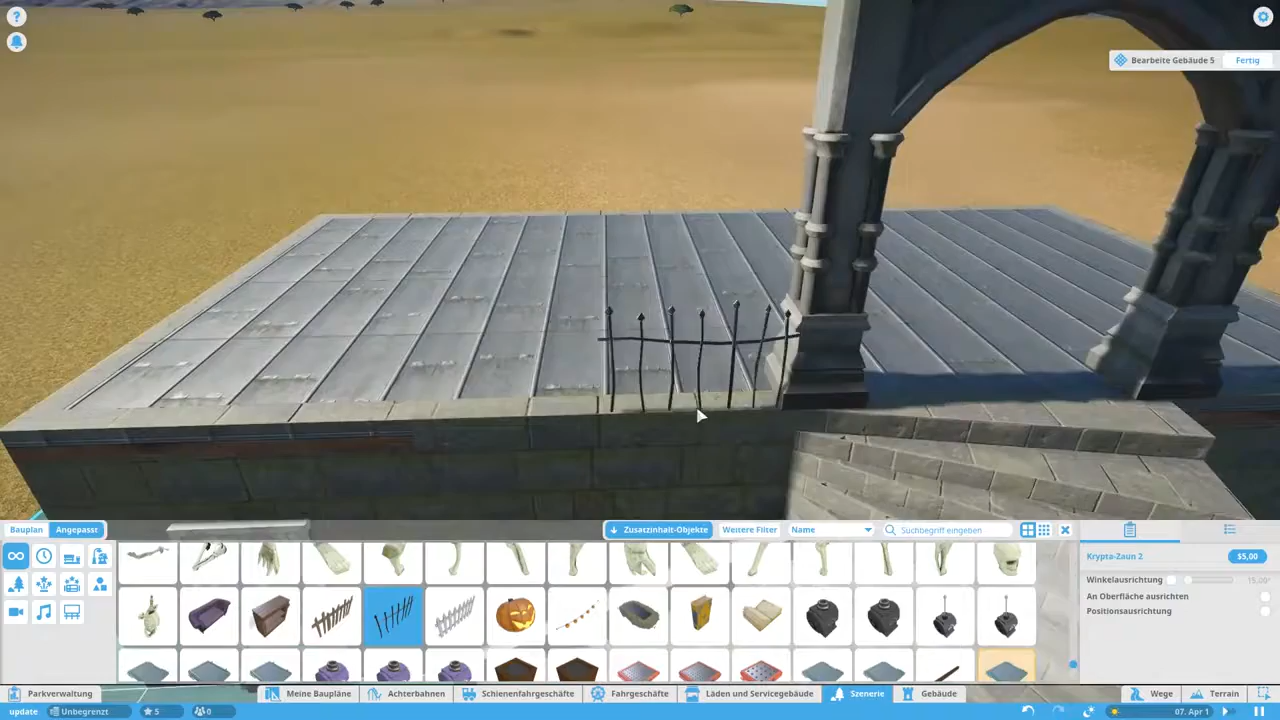 Bearbeite Gebäude 5 Fertig
Bauplan Angepasst
Zusatzinhalt-Objekte Weitere Filter Name Suchbegriff eingeben
Krypta-Zaun 2 $5,00
Winkelausrichtung 15,00°
An Oberfläche ausrichten
Positionsausrichtung
Parkverwaltung Meine Baupläne Achterbahnen Schienenfahrgeschäfte Fahrgeschäfte Läden und Servicegebäude Szenerie Gebäude Wege Terrain
update Unbegrenzt 5 0 07. Apr 1